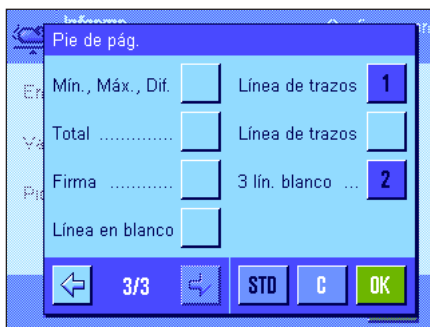 Pie de pág.
Mín., Máx., Dif.
Línea de trazos 1
Total ..............
Línea de trazos
Firma ............
3 lín. blanco ... 2
Línea en blanco
3/3
STD
C
OK